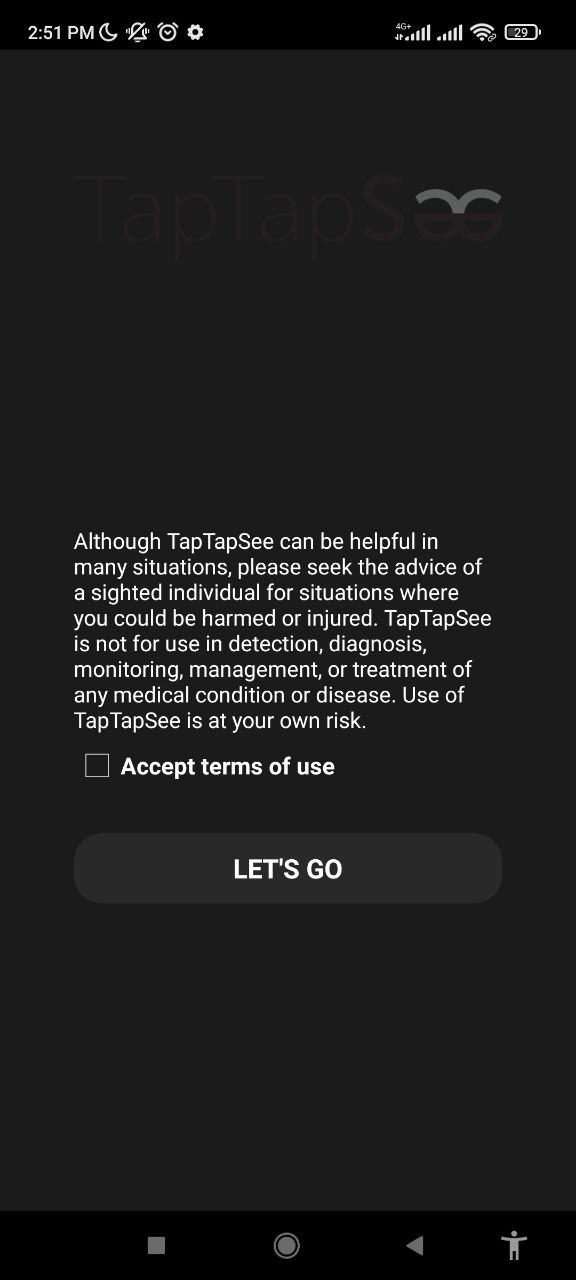 2:51 PM
4G+
29
TapTapSee
Although TapTapSee can be helpful in
many situations, please seek the advice of
a sighted individual for situations where
you could be harmed or injured. TapTapSee
is not for use in detection, diagnosis,
monitoring, management, or treatment of
any medical condition or disease. Use of
TapTapSee is at your own risk.
Accept terms of use
LET'S GO